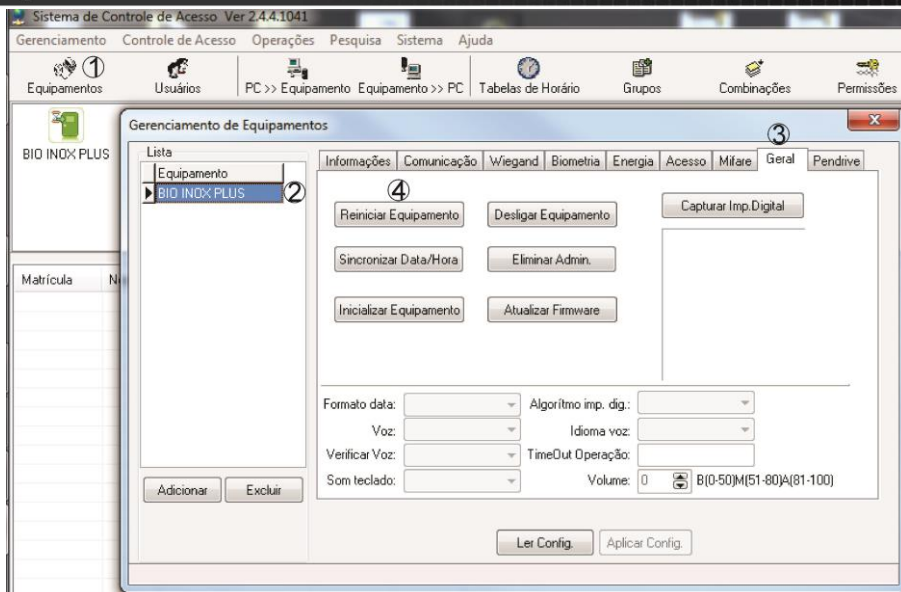 Sistema de Controle de Acesso Ver 2.4.4.1041
Gerenciamento Controle de Acesso Operações Pesquisa Sistema Ajuda
① Equipamentos Usuários PC >> Equipamento Equipamento >> PC Tabelas de Horário Grupos Combinações Permissões
BIO INOX PLUS
Matrícula N
Gerenciamento de Equipamentos
Lista
Equipamento
BIO INOX PLUS ②
Adicionar Excluir
③
Informações Comunicação Wiegand Biometria Energia Acesso Mifare Geral Pendrive
④
Reiniciar Equipamento Desligar Equipamento Capturar Imp.Digital
Sincronizar Data/Hora Eliminar Admin.
Inicializar Equipamento Atualizar Firmware
Formato data: Algorítmo imp. dig.:
Voz: Idioma voz:
Verificar Voz: TimeOut Operação:
Som teclado: Volume: 0 B(0-50)M(51-80)A(81-100)
Ler Config. Aplicar Config.